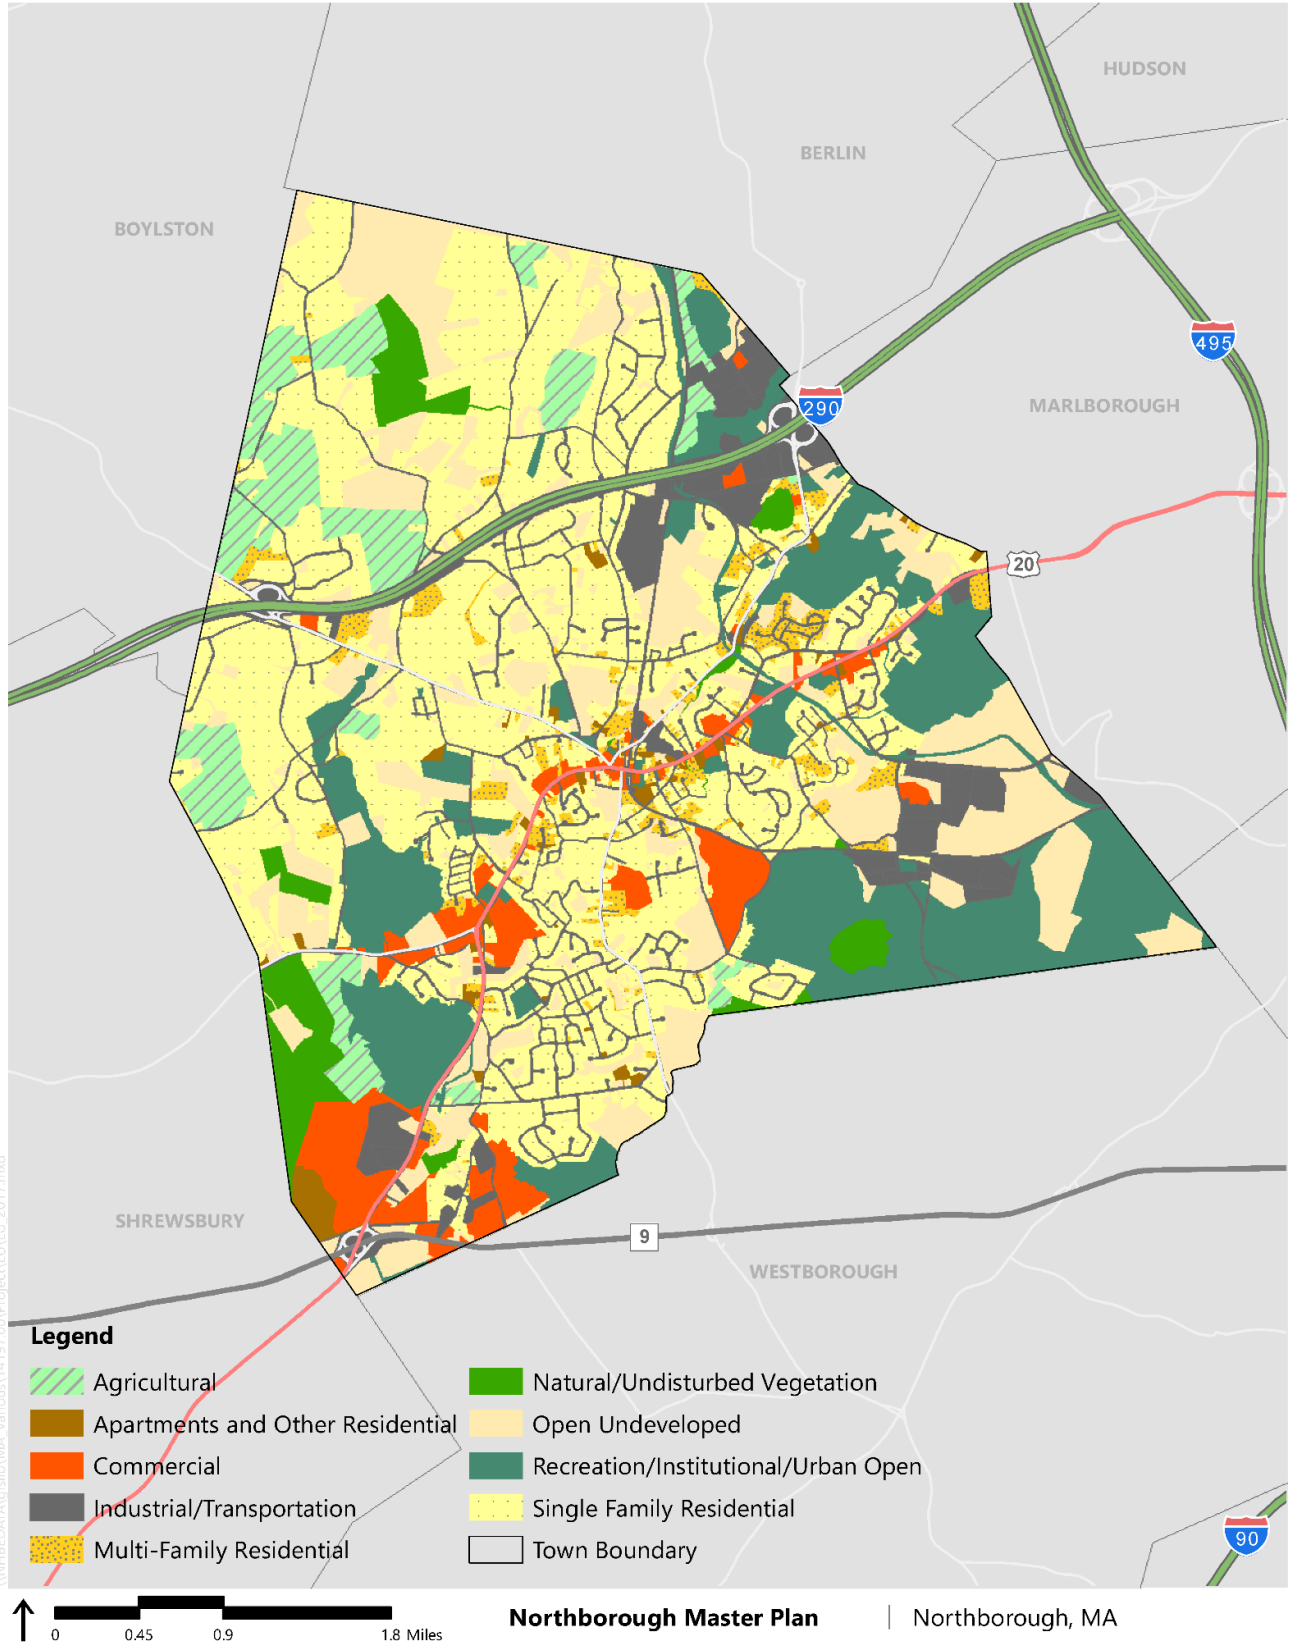 HUDSON
BERLIN
BOYLSTON
495
290
MARLBOROUGH
20
SHREWSBURY
9
WESTBOROUGH
Legend
Agricultural
Apartments and Other Residential
Commercial
Industrial/Transportation
Multi-Family Residential
Natural/Undisturbed Vegetation
Open Undeveloped
Recreation/Institutional/Urban Open
Single Family Residential
Town Boundary
90
0 0.45 0.9 1.8 Miles
Northborough Master Plan | Northborough, MA